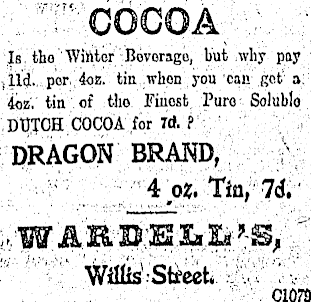 COCOA
Is the Winter Beverage, but why pay
11d. per 4oz. tin when you can get a
4oz. tin of the Finest Pure Soluble
DUTCH COCOA for 7d. ?
DRAGON BRAND,
4 oz. Tin, 7d.
WARDELL'S,
Willis Street.
C1079